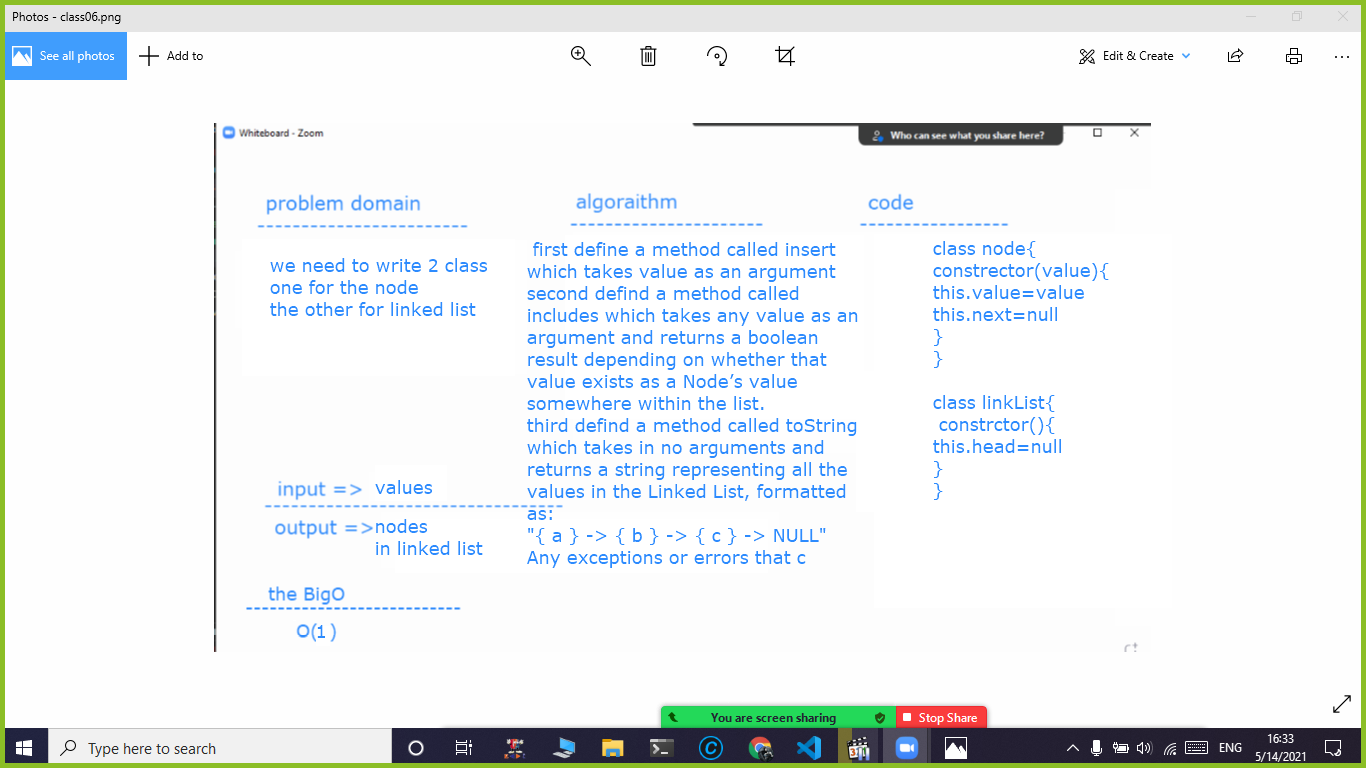 Photos - class06.png
See all photos
Add to
Edit & Create
Whiteboard - Zoom
Who can see what you share here?
problem domain
we need to write 2 class
one for the node
the other for linked list
input => values
output =>nodes
in linked list
the BigO
O(1)
algoraithm
first define a method called insert
which takes value as an argument
second defind a method called
includes which takes any value as an
argument and returns a boolean
result depending on whether that
value exists as a Node’s value
somewhere within the list.
third defind a method called toString
which takes in no arguments and
returns a string representing all the
values in the Linked List, formatted
as:
"{ a } -> { b } -> { c } -> NULL"
Any exceptions or errors that c
code
class node{
constrector(value){
this.value=value
this.next=null
}
}
class linkList{
constrctor(){
this.head=null
}
}
You are screen sharing
Stop Share
Type here to search
ENG
16:33
5/14/2021